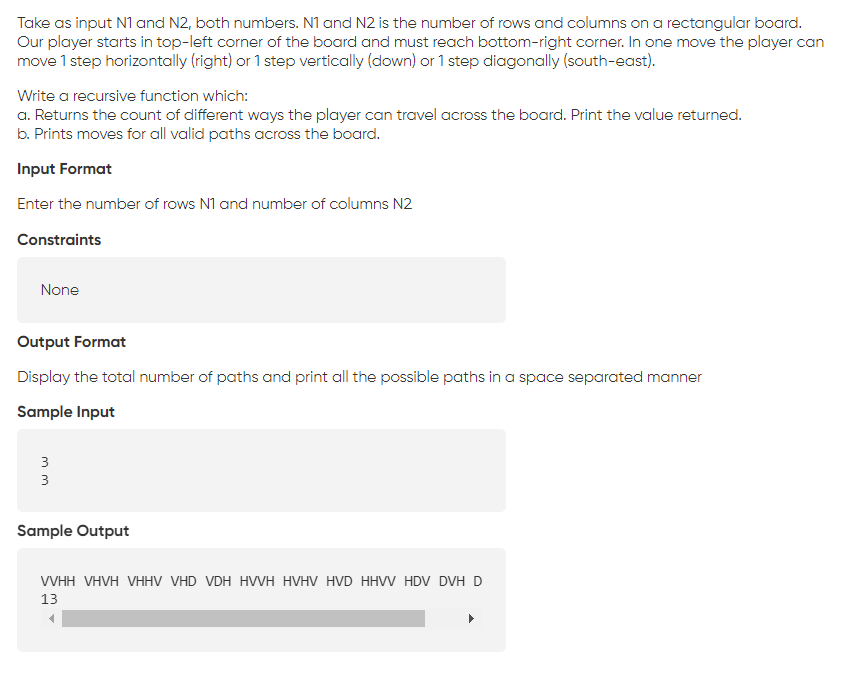 Take as input N1 and N2, both numbers. N1 and N2 is the number of rows and columns on a rectangular board.
Our player starts in top-left corner of the board and must reach bottom-right corner. In one move the player can
move 1 step horizontally (right) or 1 step vertically (down) or 1 step diagonally (south-east).
Write a recursive function which:
a. Returns the count of different ways the player can travel across the board. Print the value returned.
b. Prints moves for all valid paths across the board.
Input Format
Enter the number of rows N1 and number of columns N2
Constraints
None
Output Format
Display the total number of paths and print all the possible paths in a space separated manner
Sample Input
3
3
Sample Output
VVHH VHVH VHHV VHD VDH HVVH HVHV HVD HHVV HDV DVH D
13